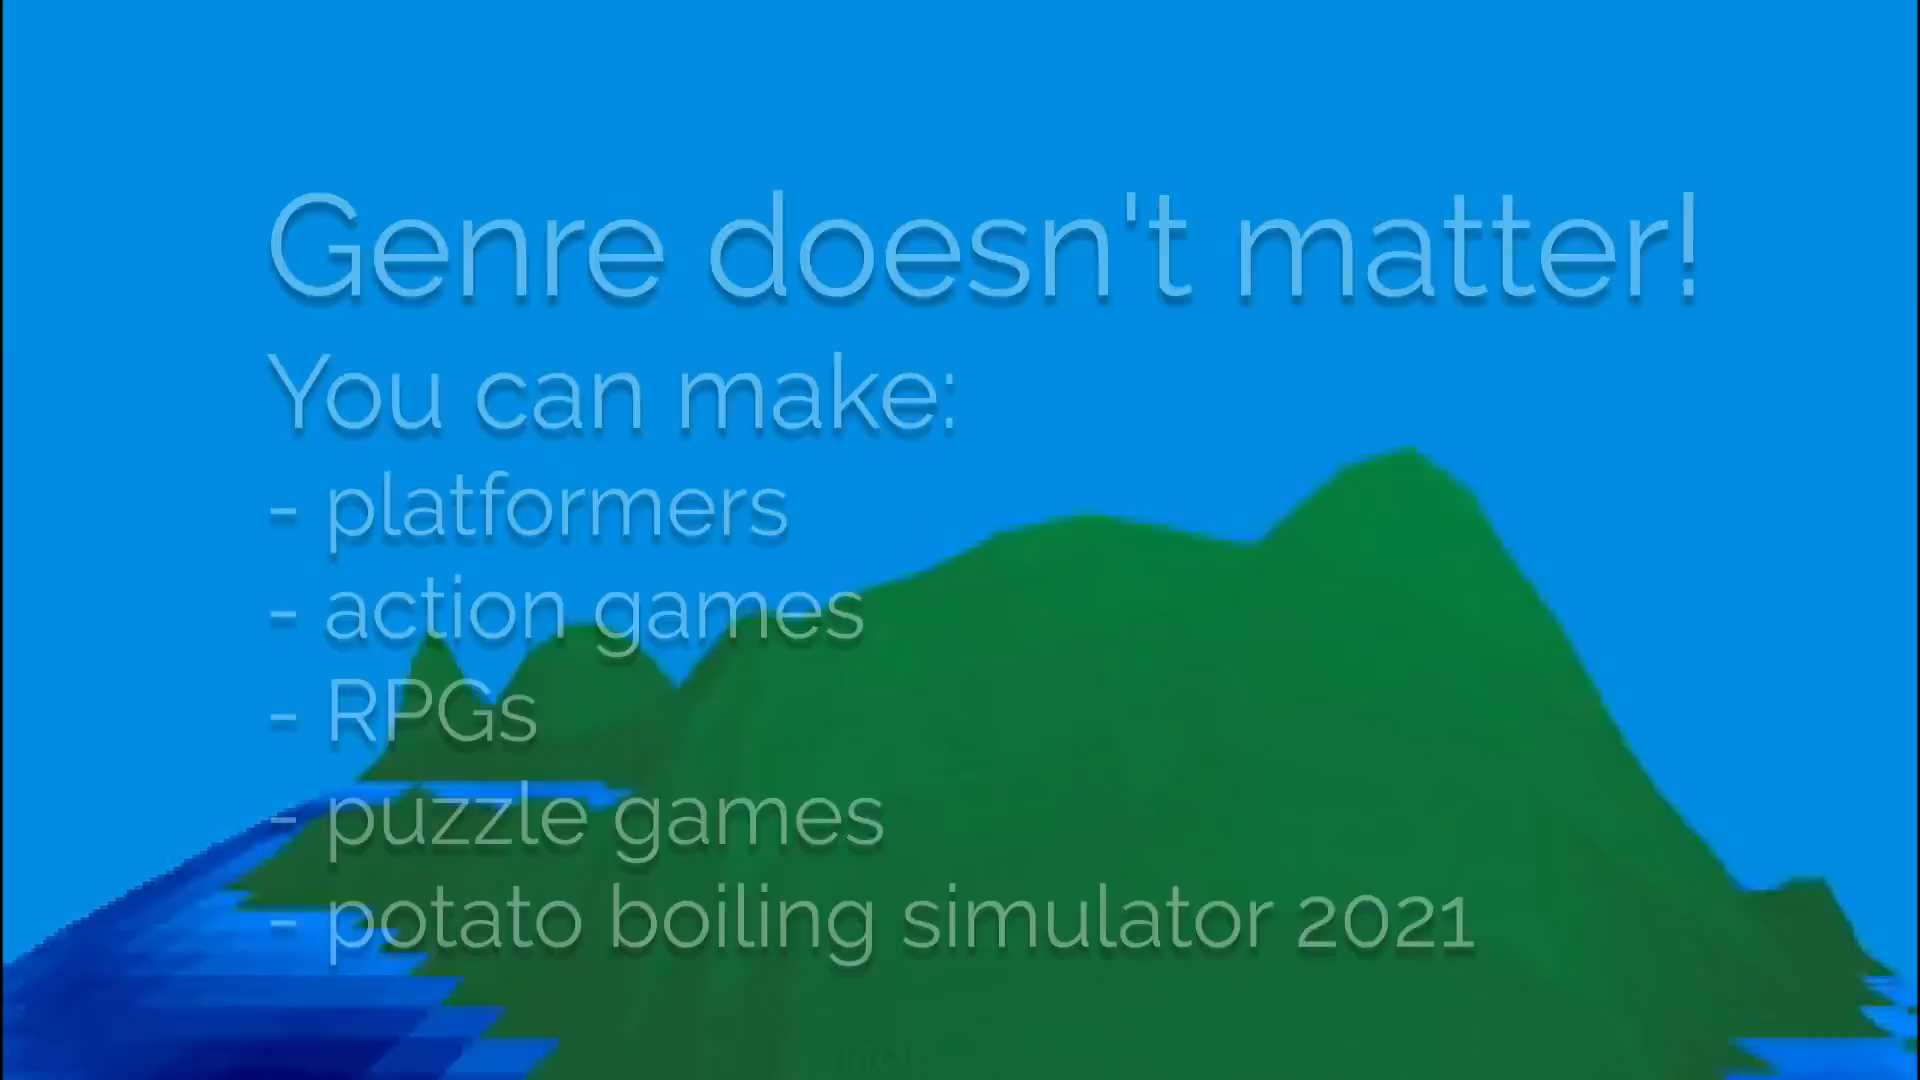 Genre doesn't matter!
You can make:
- platformers
- action games
- RPGs
- puzzle games
- potato boiling simulator 2021